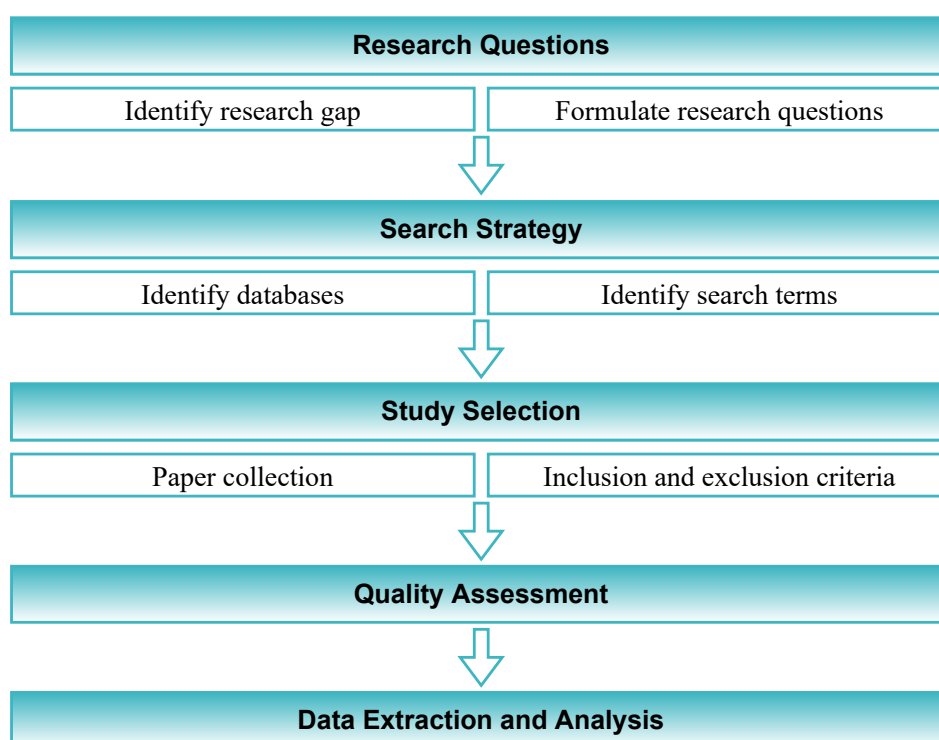 Research Questions
Identify research gap
Formulate research questions
Search Strategy
Identify databases
Identify search terms
Study Selection
Paper collection
Inclusion and exclusion criteria
Quality Assessment
Data Extraction and Analysis